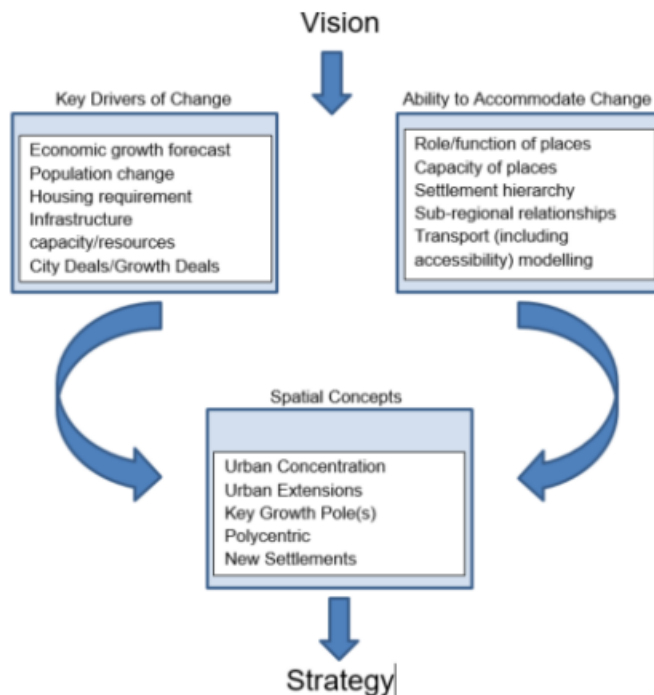 Vision
Key Drivers of Change
Economic growth forecast
Population change
Housing requirement
Infrastructure
capacity/resources
City Deals/Growth Deals
Ability to Accommodate Change
Role/function of places
Capacity of places
Settlement hierarchy
Sub-regional relationships
Transport (including
accessibility) modelling
Spatial Concepts
Urban Concentration
Urban Extensions
Key Growth Pole(s)
Polycentric
New Settlements
Strategy